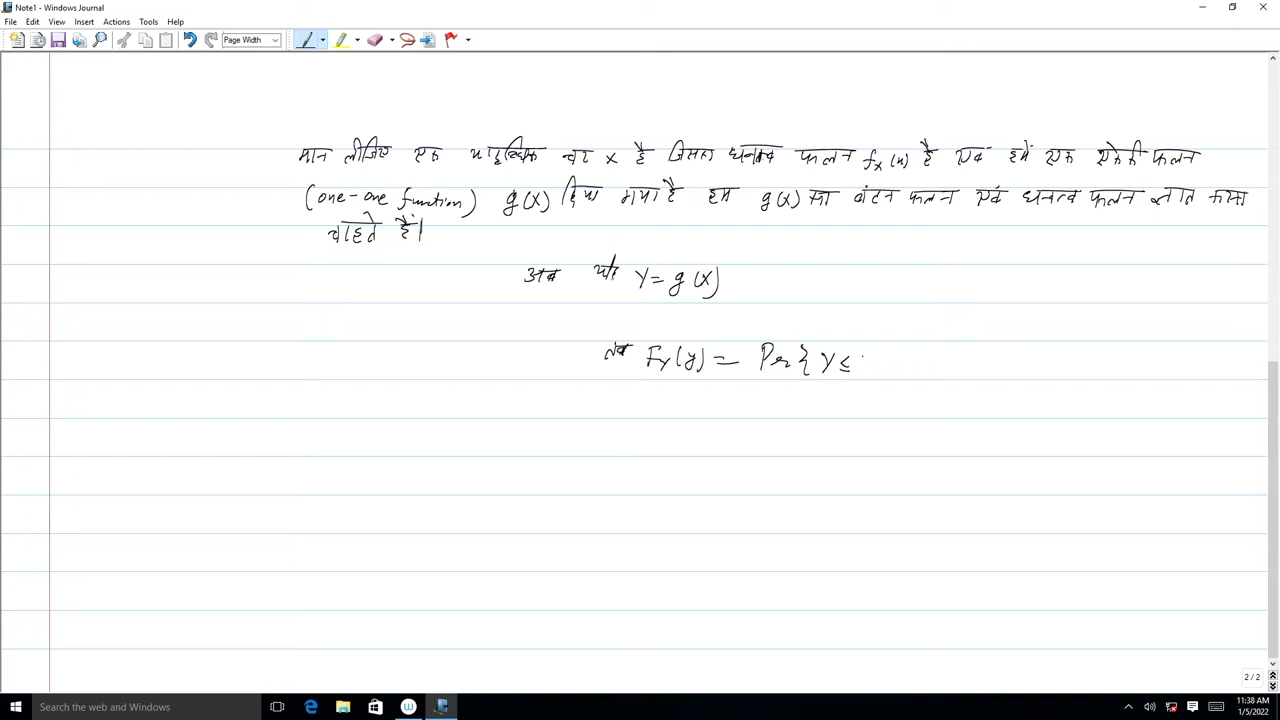 Note1 - Windows Journal
File Edit View Insert Actions Tools Help
Page Width
मान लीजिए एक यादृच्छिक चर X है जिसका घनत्व फलन fₓ(x) है एवं हमें एक एकैकी फलन
(one-one function) g(X) दिया गया है हम g(X) का बंटन फलन एवं घनत्व फलन ज्ञात करना
चाहते हैं।
अब यदि Y = g(X)
तब F_Y(y) = Pr{ Y ≤
2/2
Search the web and Windows
11:38 AM
1/5/2022